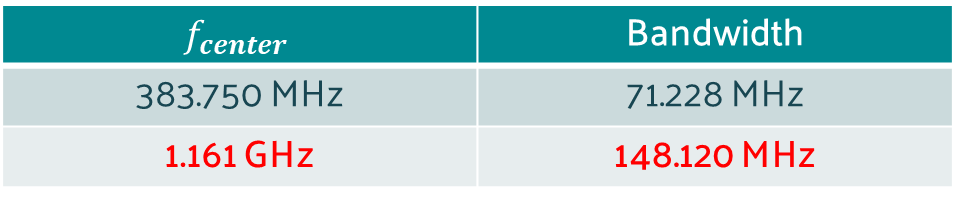 f_center Bandwidth
383.750 MHz 71.228 MHz
1.161 GHz 148.120 MHz